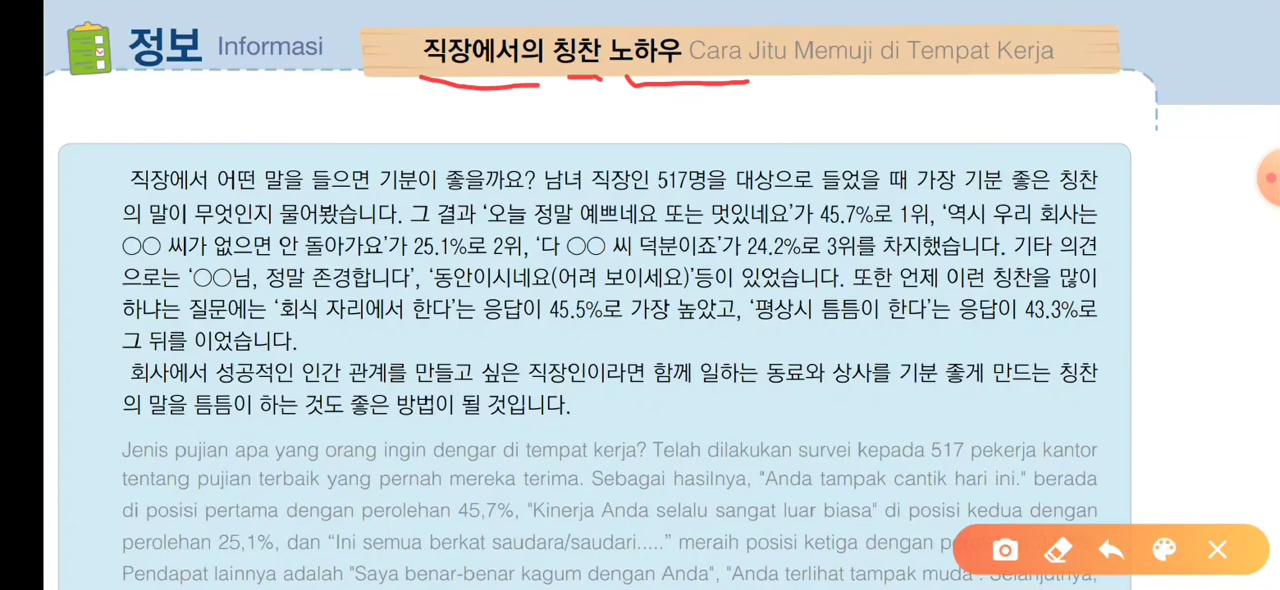 정보 Informasi
직장에서의 칭찬 노하우 Cara Jitu Memuji di Tempat Kerja
직장에서 어떤 말을 들으면 기분이 좋을까요? 남녀 직장인 517명을 대상으로 들었을 때 가장 기분 좋은 칭찬
의 말이 무엇인지 물어봤습니다. 그 결과 ‘오늘 정말 예쁘네요 또는 멋있네요’가 45.7%로 1위, ‘역시 우리 회사는
○○ 씨가 없으면 안 돌아가요’가 25.1%로 2위, ‘다 ○○ 씨 덕분이죠’가 24.2%로 3위를 차지했습니다. 기타 의견
으로는 ‘○○님, 정말 존경합니다’, ‘동안이시네요(어려 보이세요)’등이 있었습니다. 또한 언제 이런 칭찬을 많이
하냐는 질문에는 ‘회식 자리에서 한다’는 응답이 45.5%로 가장 높았고, ‘평상시 틈틈이 한다’는 응답이 43.3%로
그 뒤를 이었습니다.
회사에서 성공적인 인간 관계를 만들고 싶은 직장인이라면 함께 일하는 동료와 상사를 기분 좋게 만드는 칭찬
의 말을 틈틈이 하는 것도 좋은 방법이 될 것입니다.
Jenis pujian apa yang orang ingin dengar di tempat kerja? Telah dilakukan survei kepada 517 pekerja kantor
tentang pujian terbaik yang pernah mereka terima. Sebagai hasilnya, "Anda tampak cantik hari ini." berada
di posisi pertama dengan perolehan 45,7%, "Kinerja Anda selalu sangat luar biasa" di posisi kedua dengan
perolehan 25,1%, dan “Ini semua berkat saudara/saudari.....” meraih posisi ketiga dengan
Pendapat lainnya adalah "Saya benar-benar kagum dengan Anda", "Anda terlihat tampak muda". Selanjutnya,